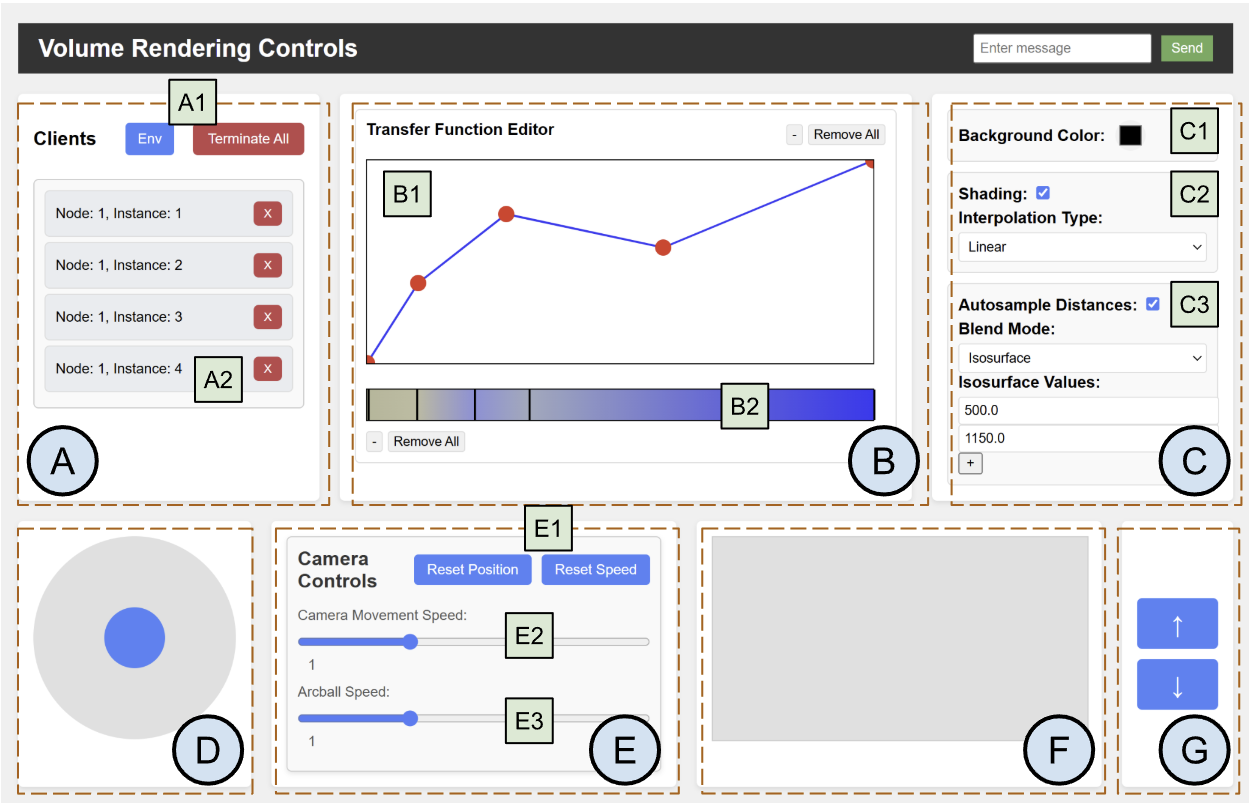 Volume Rendering Controls
Enter message
Send
A1
Clients
Env
Terminate All
Node: 1, Instance: 1
X
Node: 1, Instance: 2
X
Node: 1, Instance: 3
X
Node: 1, Instance: 4
X
A2
A
Transfer Function Editor
-
Remove All
B1
B2
-
Remove All
B
Background Color:
C1
Shading:
C2
Interpolation Type:
Linear
Autosample Distances:
C3
Blend Mode:
Isosurface
Isosurface Values:
500.0
1150.0
+
C
D
E1
Camera
Controls
Reset Position
Reset Speed
Camera Movement Speed:
E2
1
Arcball Speed:
E3
1
E
F
↑
↓
G